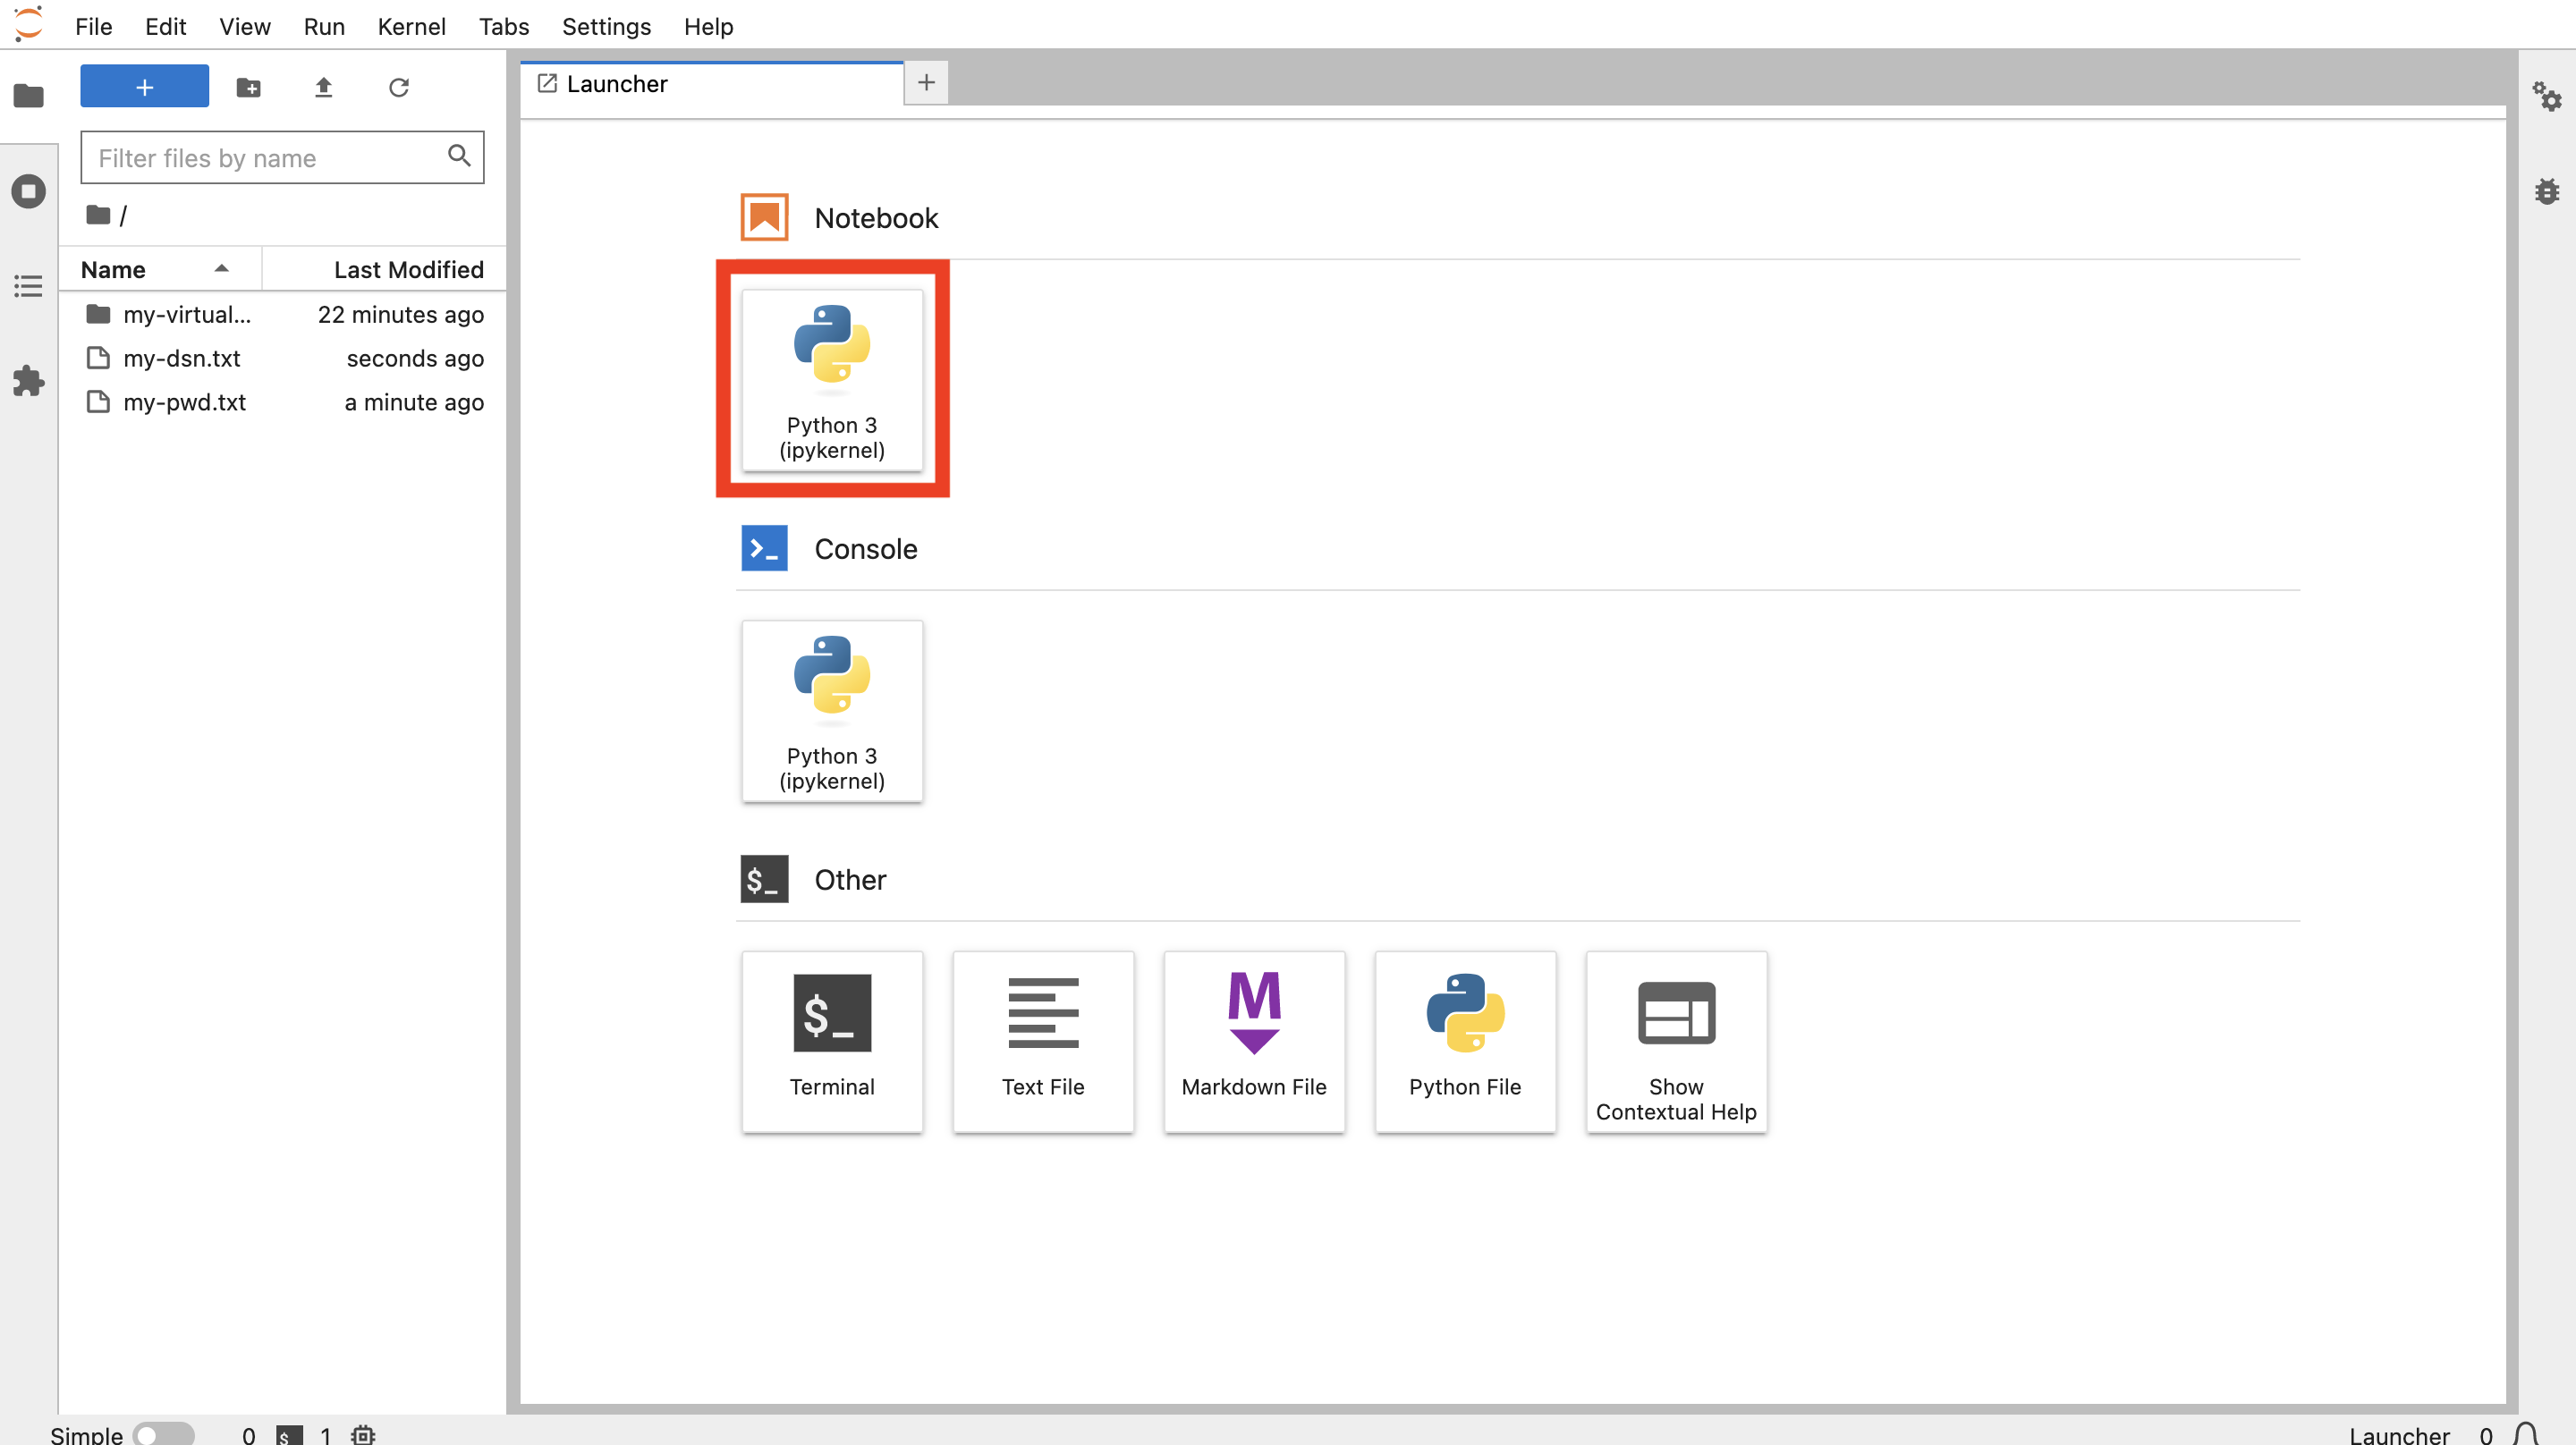 File Edit View Run Kernel Tabs Settings Help
+
Filter files by name
/
Name Last Modified
my-virtual... 22 minutes ago
my-dsn.txt seconds ago
my-pwd.txt a minute ago
Launcher +
Notebook
Python 3
(ipykernel)
>_ Console
Python 3
(ipykernel)
$_ Other
$_
Terminal
Text File
M
Markdown File
Python File
Show
Contextual Help
Simple 0 $_ 1
Launcher 0